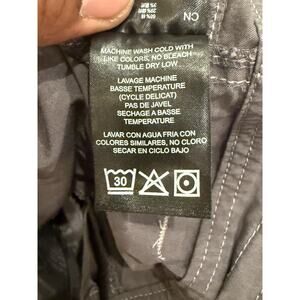 CN
MACHINE WASH COLD WITH
LIKE COLORS, NO BLEACH
TUMBLE DRY LOW
LAVAGE MACHINE
BASSE TEMPERATURE
(CYCLE DELICAT)
PAS DE JAVEL
SECHAGE A BASSE
TEMPERATURE
LAVAR CON AGUA FRIA CON
COLORES SIMILARES, NO CLORO
SECAR EN CICLO BAJO
30